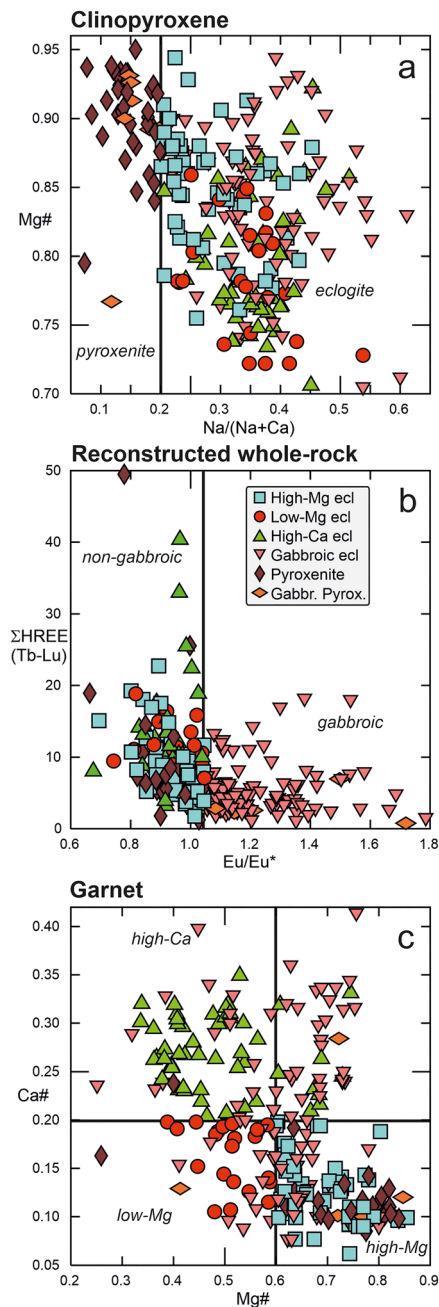 Clinopyroxene
a
0.95
0.90
0.85
Mg#
0.80
0.75
0.70
eclogite
pyroxenite
0.1 0.2 0.3 0.4 0.5 0.6
Na/(Na+Ca)
Reconstructed whole-rock
b
50
40
30
ΣHREE
(Tb-Lu)
20
10
0
High-Mg ecl
Low-Mg ecl
High-Ca ecl
Gabbroic ecl
Pyroxenite
Gabbr. Pyrox.
non-gabbroic
gabbroic
0.6 0.8 1.0 1.2 1.4 1.6 1.8
Eu/Eu*
Garnet
c
high-Ca
0.40
0.35
0.30
0.25
Ca#
0.20
0.15
0.10
0.05
low-Mg
high-Mg
0.2 0.3 0.4 0.5 0.6 0.7 0.8 0.9
Mg#